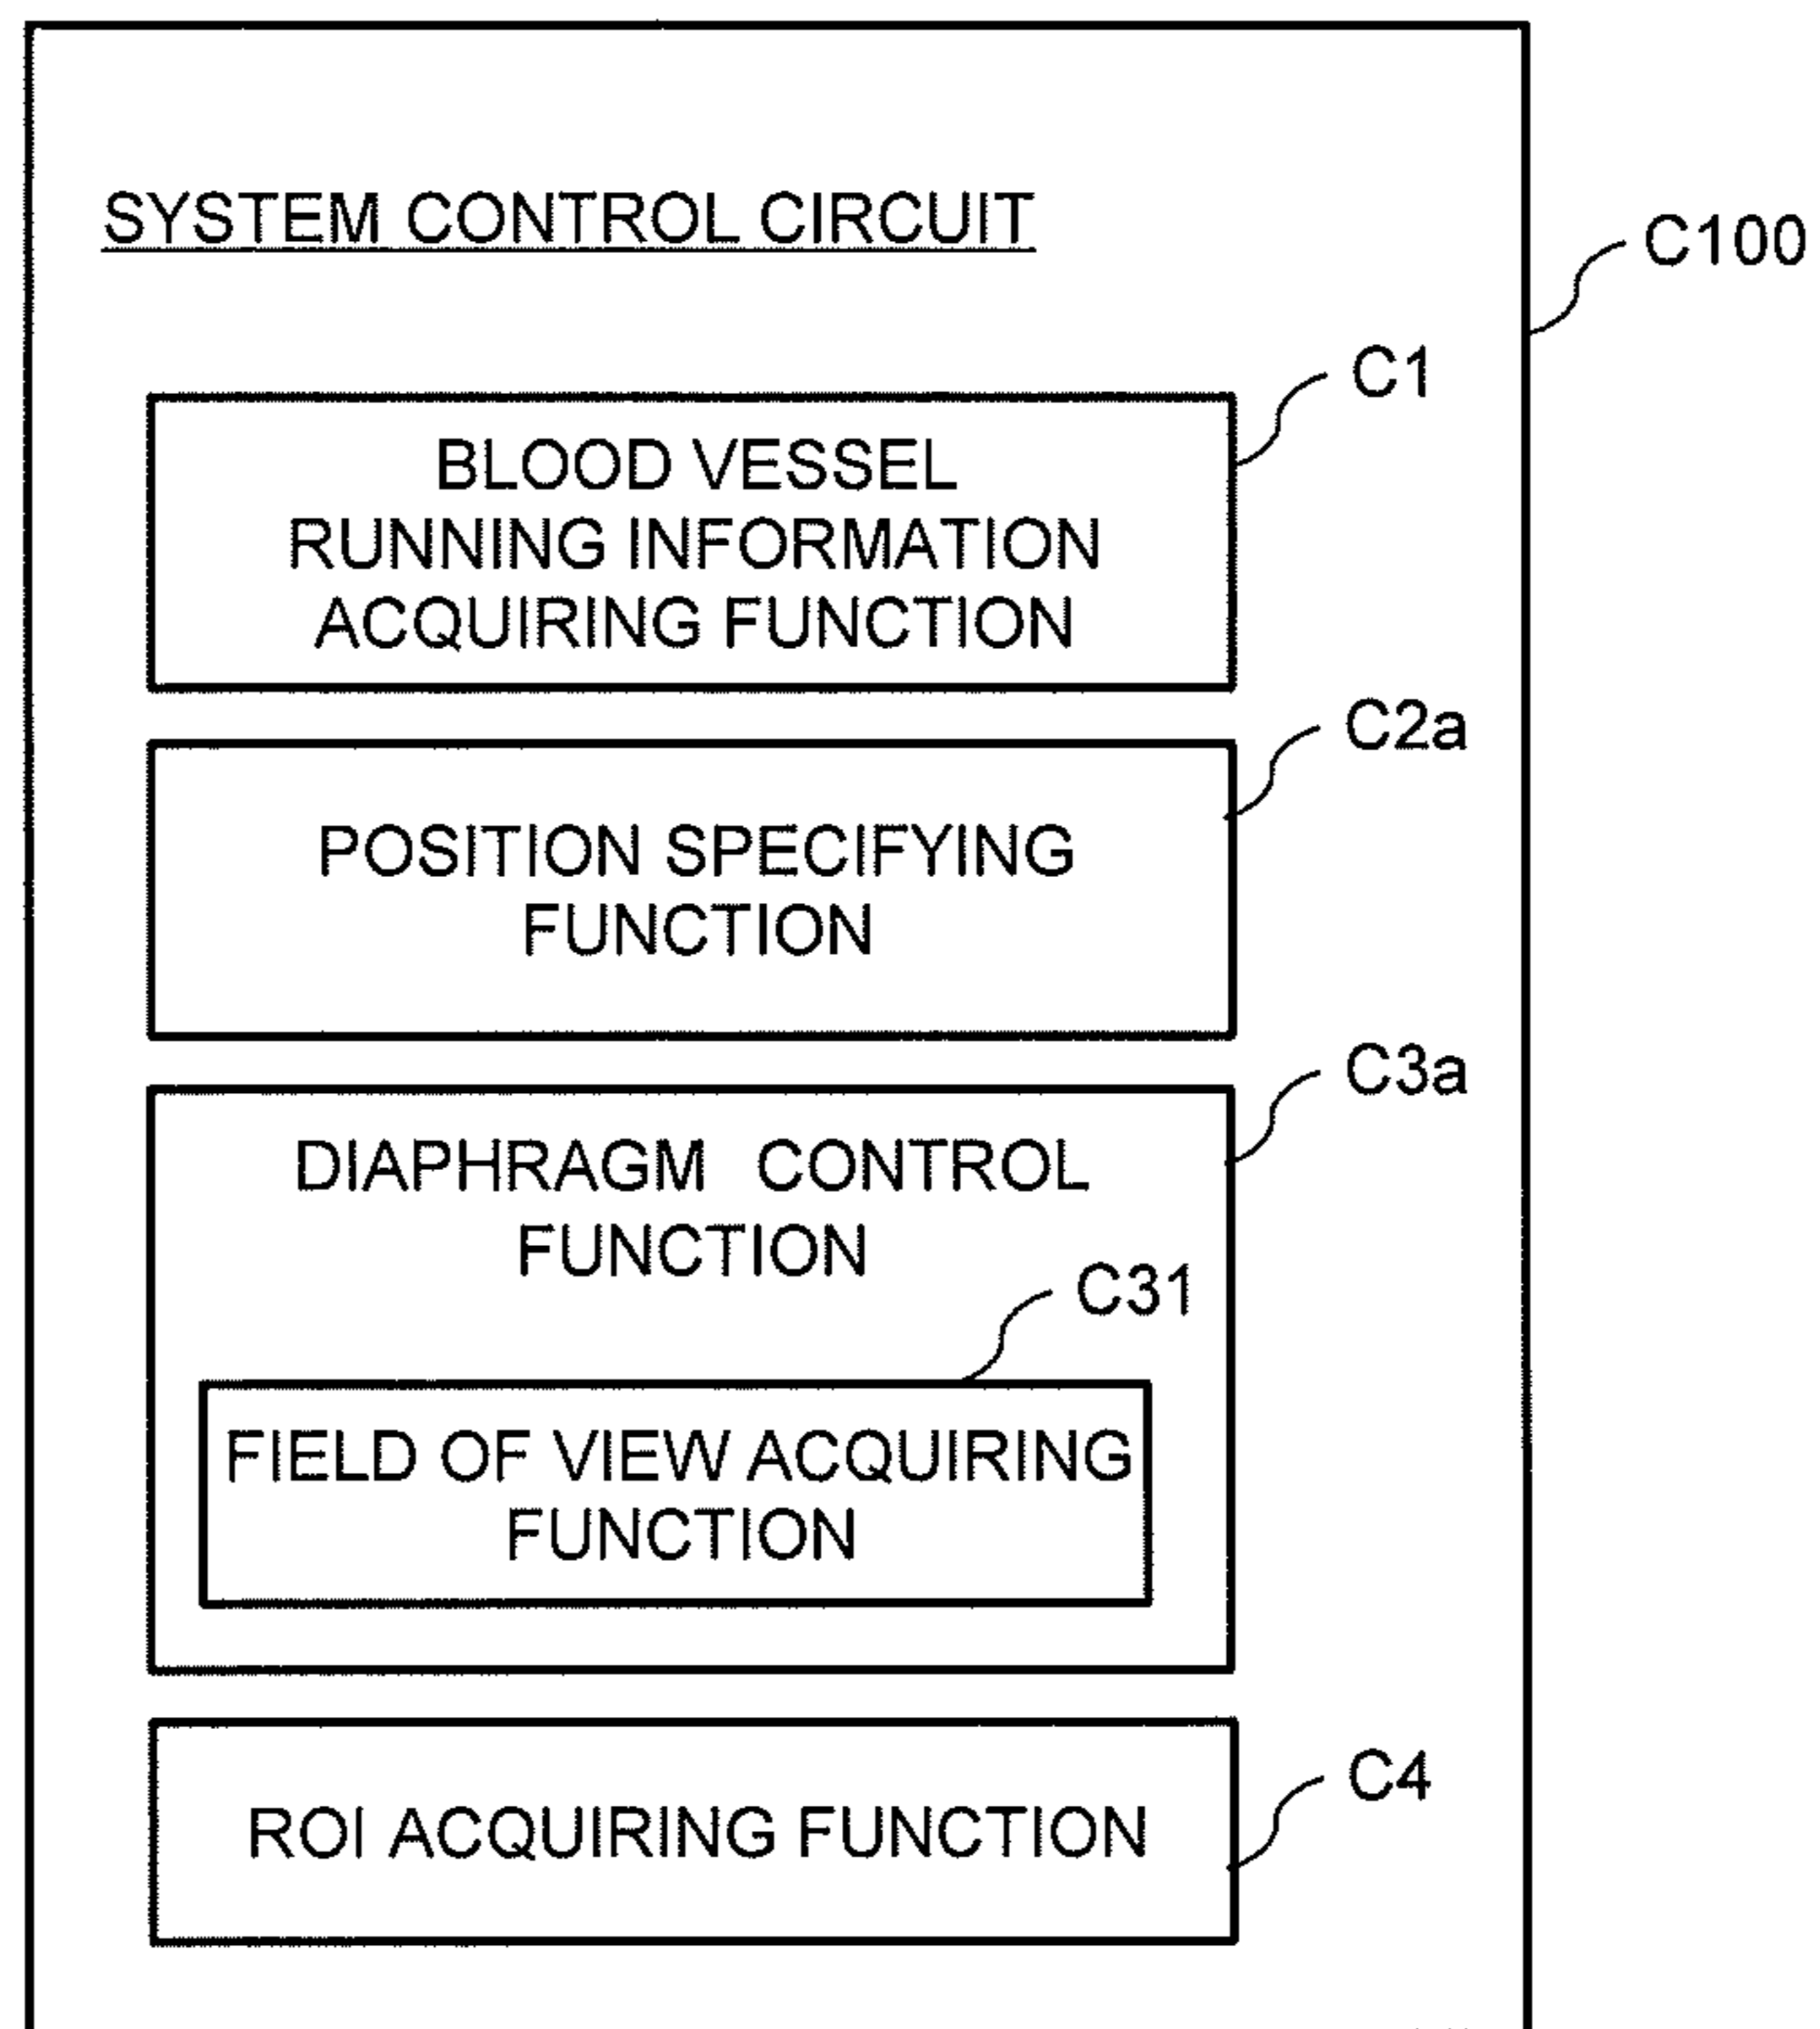 SYSTEM CONTROL CIRCUIT
C100
C1
BLOOD VESSEL
RUNNING INFORMATION
ACQUIRING FUNCTION
C2a
POSITION SPECIFYING
FUNCTION
C3a
DIAPHRAGM CONTROL
FUNCTION
C31
FIELD OF VIEW ACQUIRING
FUNCTION
C4
ROI ACQUIRING FUNCTION